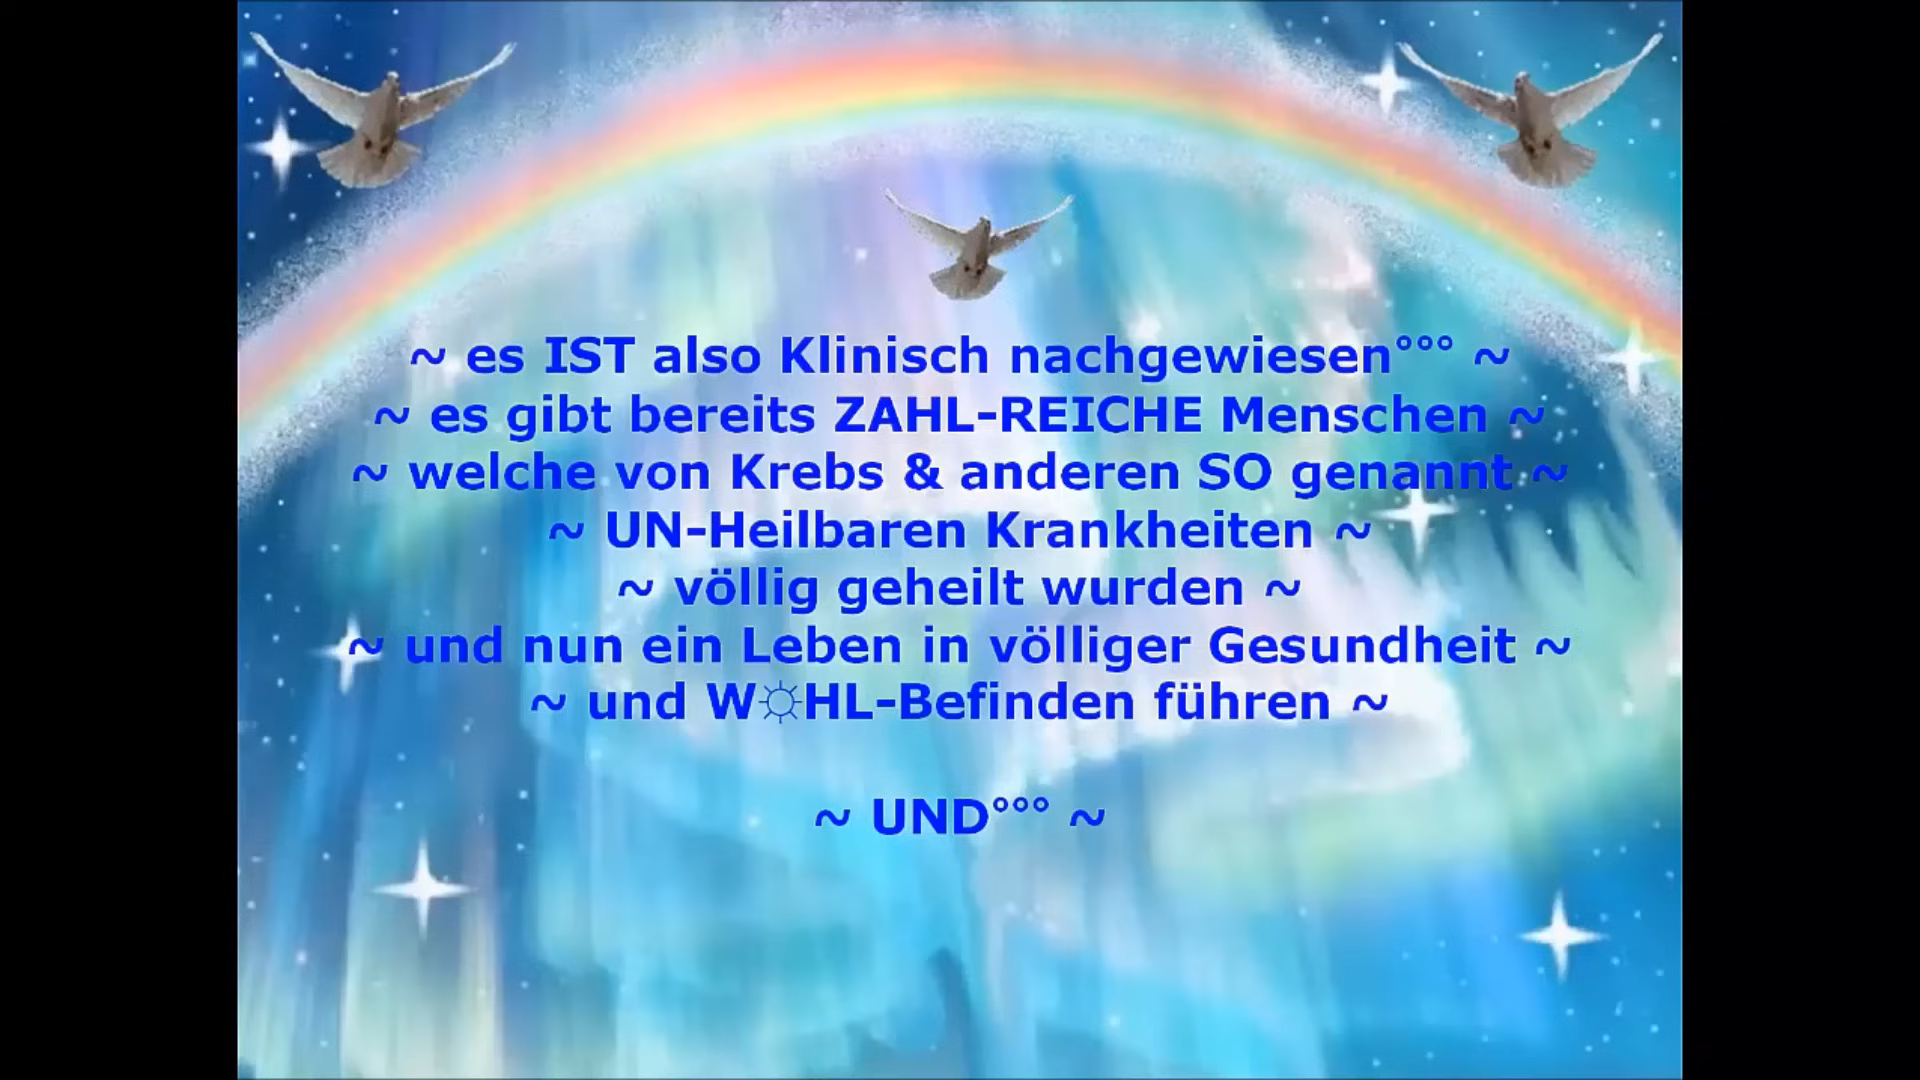 ~ es IST also Klinisch nachgewiesen°°° ~
~ es gibt bereits ZAHL-REICHE Menschen ~
~ welche von Krebs & anderen SO genannt ~
~ UN-Heilbaren Krankheiten ~
~ völlig geheilt wurden ~
~ und nun ein Leben in völliger Gesundheit ~
~ und W☼HL-Befinden führen ~
~ UND°°° ~